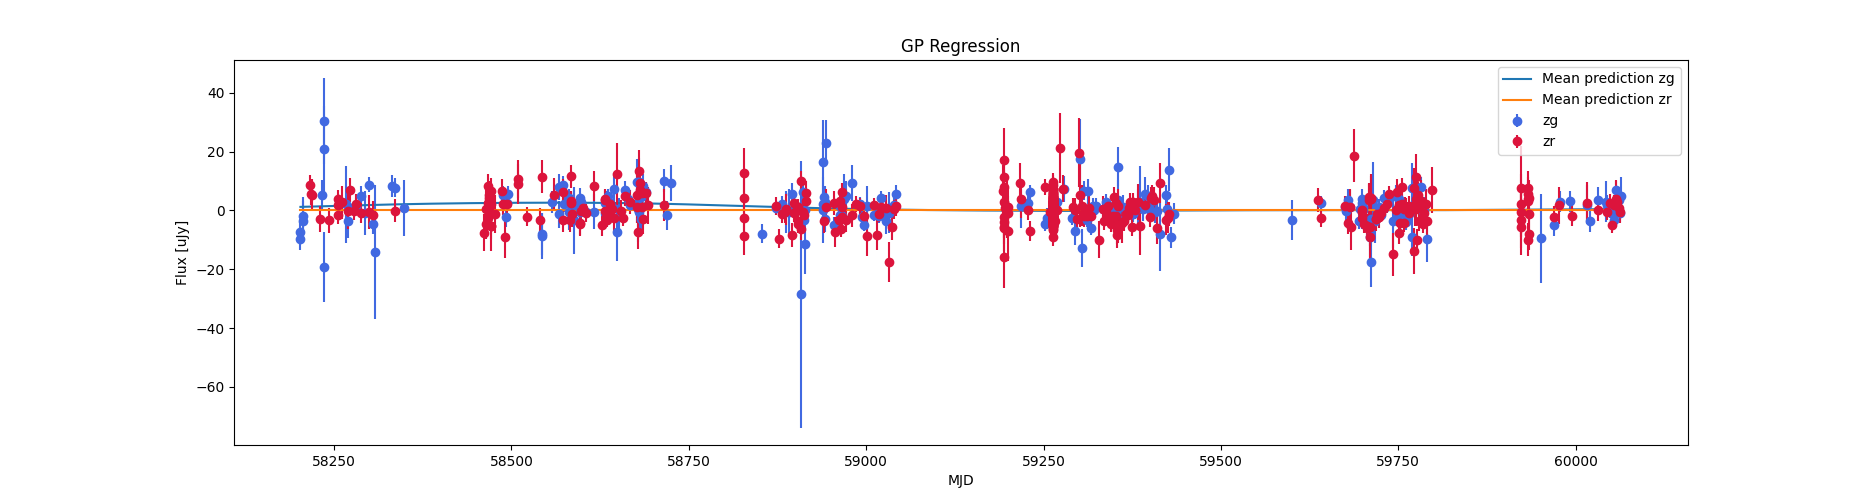 GP Regression
Mean prediction zg
Mean prediction zr
zg
zr
Flux [uJy]
40
20
0
−20
−40
−60
58250
58500
58750
59000
59250
59500
59750
60000
MJD